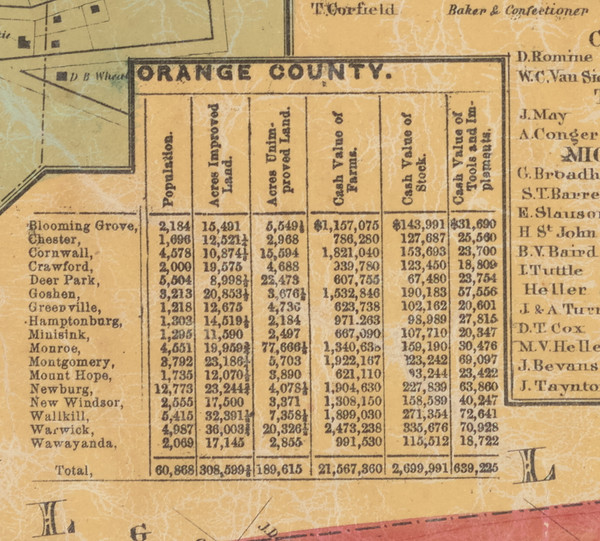 T. Corfield Baker & Confectioner
D B Wheat
ORANGE COUNTY.
Population. Acres Improved Land. Acres Unimproved Land. Cash Value of Farms. Cash Value of Stock. Cash Value of Tools and Implements.
Blooming Grove, 2,184 15,491 5,549½ $1,157,075 $143,991 $31,690
Chester, 1,696 12,521¼ 2,968 786,280 127,687 25,560
Cornwall, 4,578 10,874½ 15,594 1,821,040 153,693 23,700
Crawford, 2,000 19,575 4,688 339,780 123,450 18,809
Deer Park, 5,504 8,998½ 22,473 607,755 67,480 23,754
Goshen, 3,213 20,853½ 3,676½ 1,532,846 190,183 57,556
Greenville, 1,218 12,675 4,736 623,738 102,162 20,601
Hamptonburg, 1,303 14,519½ 2,184 971.263 98,989 27,815
Minisink, 1,295 11,590 2,497 667,090 107,710 20,347
Monroe, 4,551 19,959¾ 77,666½ 1,340,630 159,190 30,476
Montgomery, 3,792 23,186½ 5,703 1,922,167 223,242 69,097
Mount Hope, 1,735 12,070½ 3,890 621,110 93,244 23,422
Newburg, 12,773 23,244¾ 4,078½ 1,904,630 227,839 63,860
New Windsor, 2,555 17,500 3,371 1,308,150 158,589 40,247
Wallkill, 5,415 32,391½ 7,358½ 1,899,030 271,354 72,641
Warwick, 4,987 36,003¾ 20,326½ 2,473,238 335,676 70,928
Wawayanda, 2,069 17,145 2,855 991,530 115,512 18,722
Total, 60,868 308,599½ 189,615 21,567,360 2,699,991 639,225
D. Romine
W.C. Van Si
J. May
A. Conger
MIC
G. Broadh
S.T. Barre
E. Slauson
H St John
B.V. Baird
I. Tuttle
Heller
J. & A. Turn
D.T. Cox
M.V. Helle
J. Bevans
J. Taynto
L
L
G
J.D.